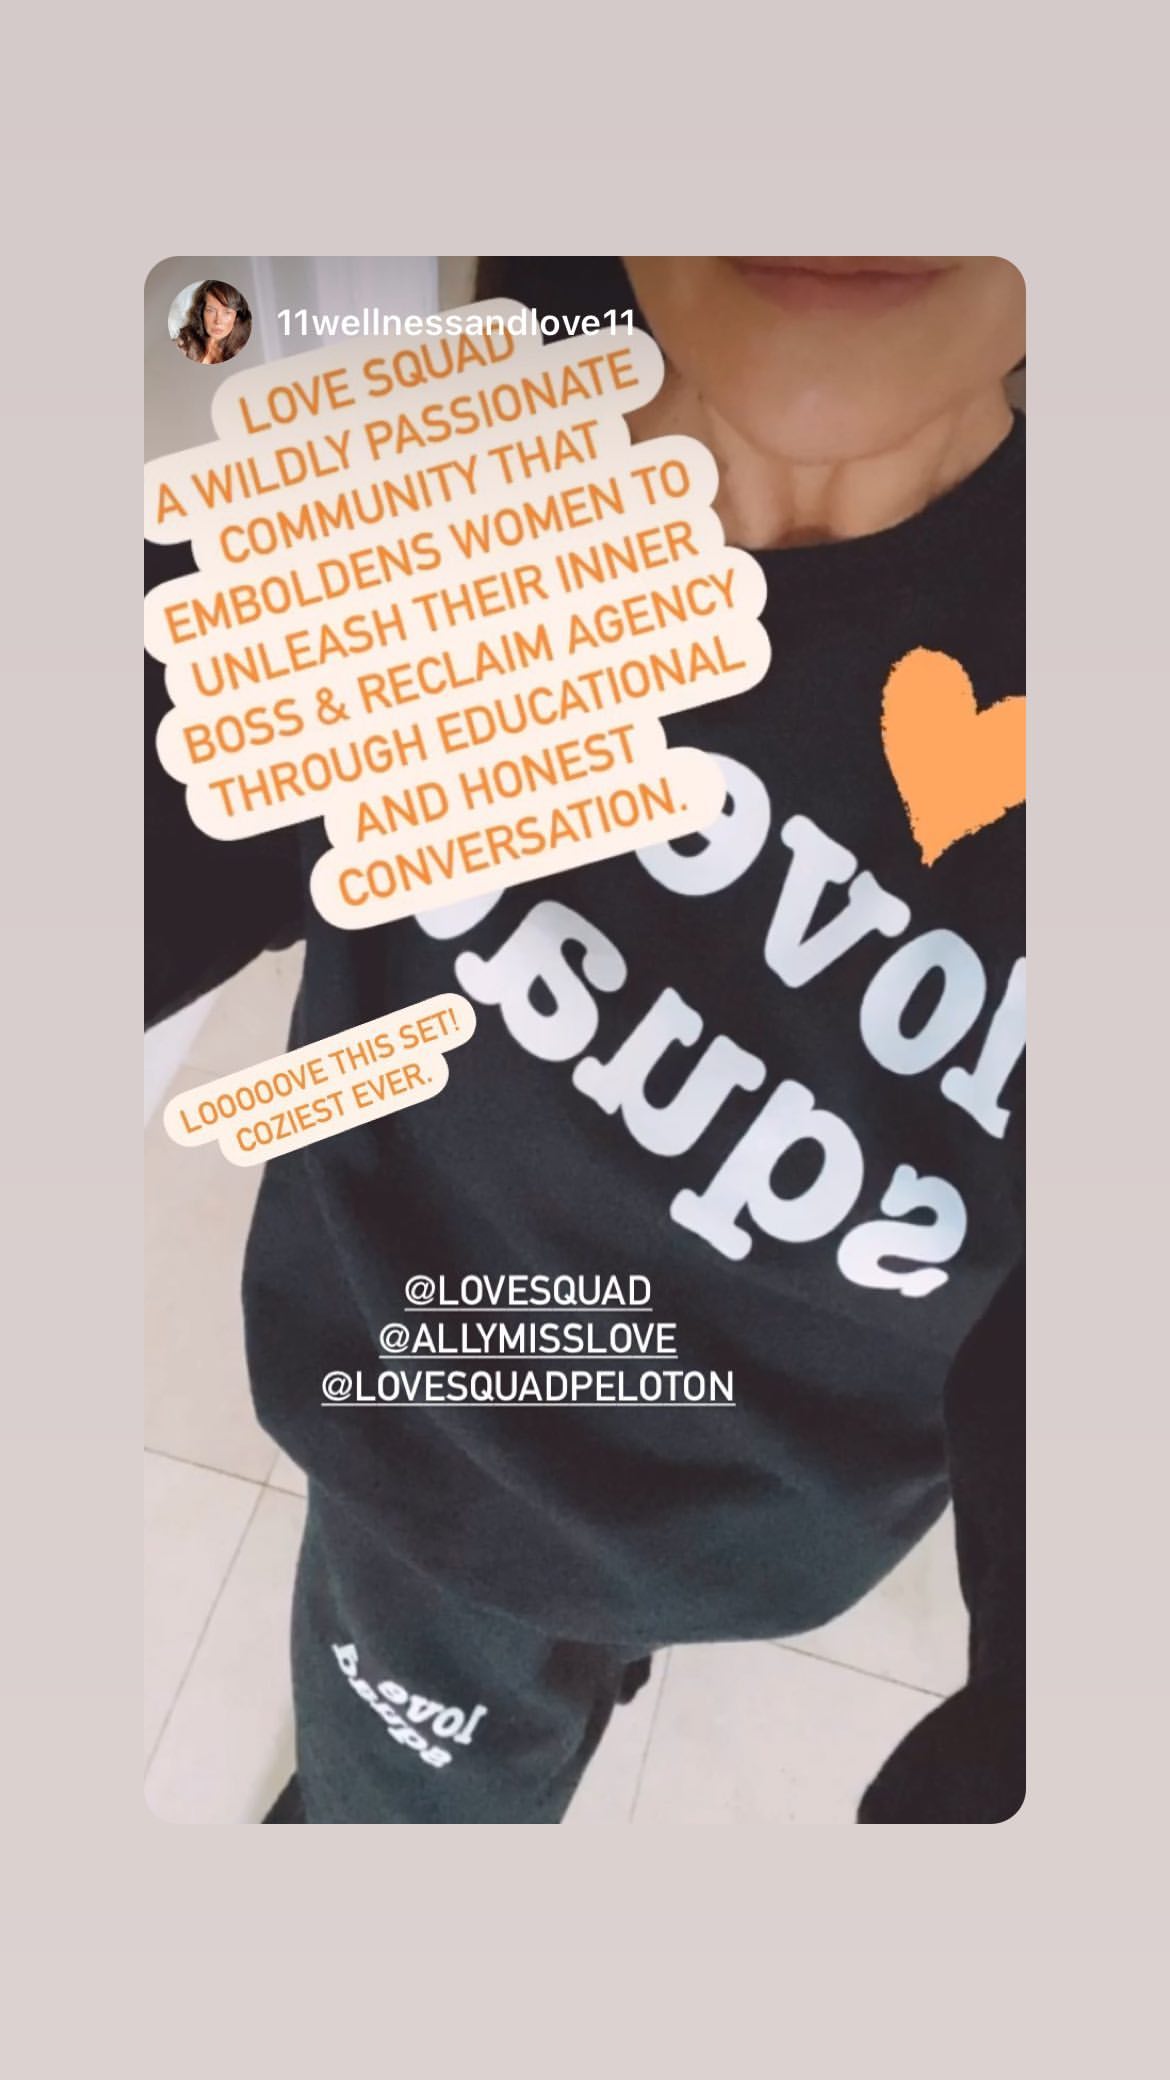 11wellnessandlove11
LOVE SQUAD
A WILDLY PASSIONATE
COMMUNITY THAT
EMBOLDENS WOMEN TO
UNLEASH THEIR INNER
BOSS & RECLAIM AGENCY
THROUGH EDUCATIONAL
AND HONEST
CONVERSATION.
love
squad
LOOOOOVE THIS SET!
COZIEST EVER.
@LOVESQUAD
@ALLYMISSLOVE
@LOVESQUADPELOTON
love
squad